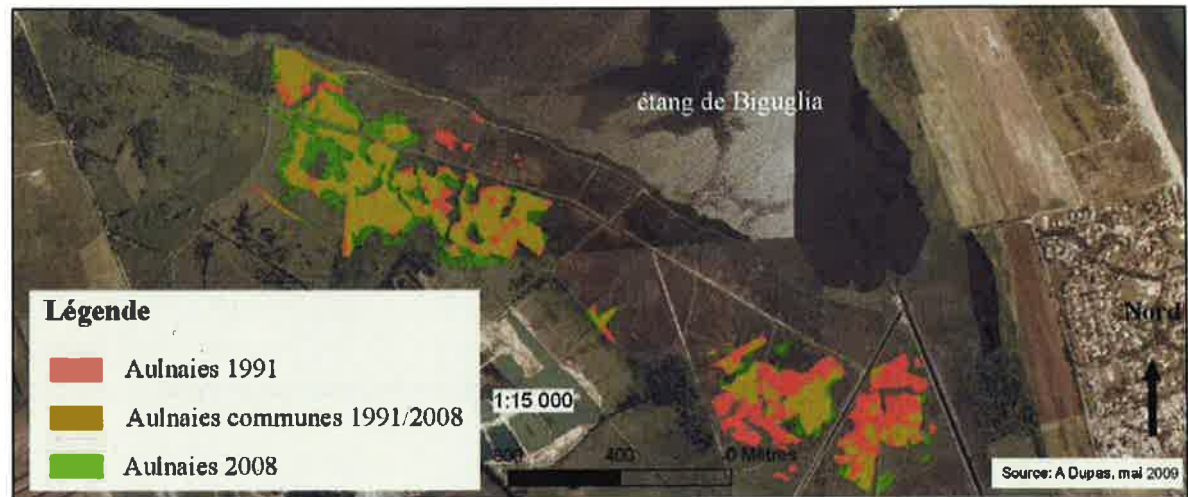 étang de Biguglia
Nord
Légende
Aulnaies 1991
Aulnaies communes 1991/2008
Aulnaies 2008
1:15 000
400
0 Mètres
Source: A Dupas, mai 2009